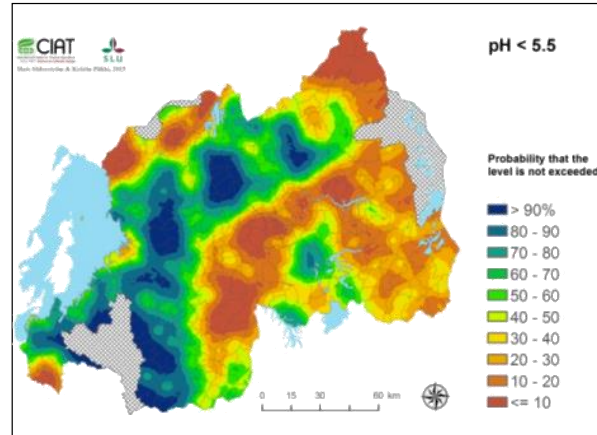 CIAT
SLU
pH < 5.5
Probability that the
level is not exceeded
> 90%
80 - 90
70 - 80
60 - 70
50 - 60
40 - 50
30 - 40
20 - 30
10 - 20
<= 10
0 15 30 60 km